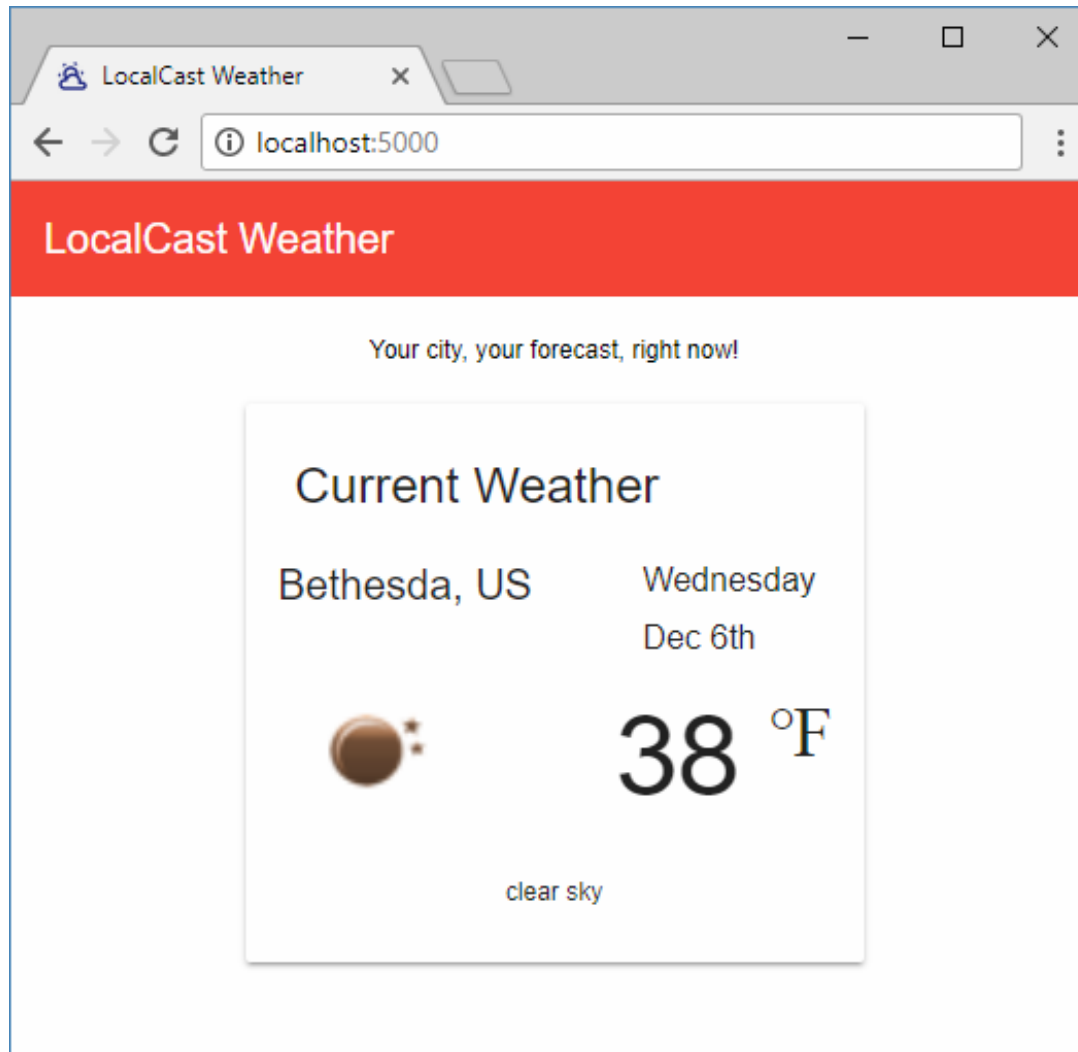 LocalCast Weather
localhost:5000
LocalCast Weather
Your city, your forecast, right now!
Current Weather
Bethesda, US
Wednesday
Dec 6th
38 °F
clear sky